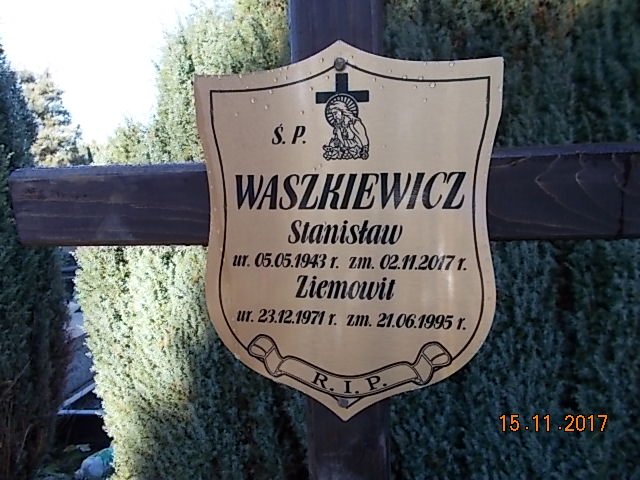 Ś. P.
WASZKIEWICZ
Stanisław
ur. 05.05.1943 r. zm. 02.11.2017 r.
Ziemowit
ur. 23.12.1971 r. zm. 21.06.1995 r.
R. I. P.
15.11.2017